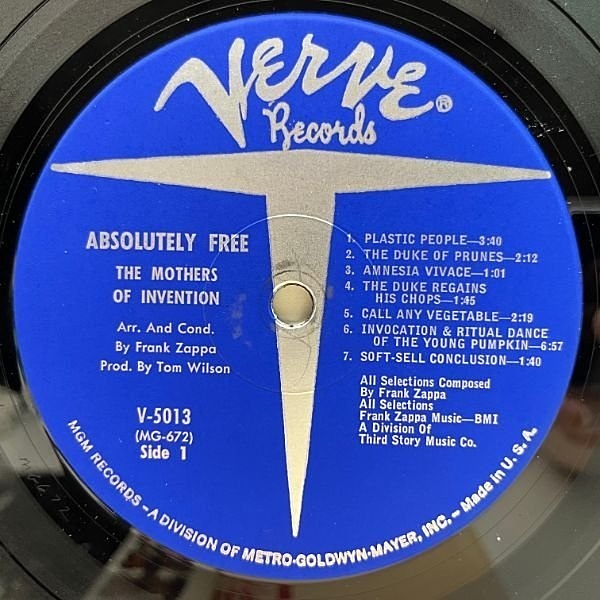 VERVE®
Records
ABSOLUTELY FREE
THE MOTHERS
OF INVENTION
Arr. And Cond.
By Frank Zappa
Prod. By Tom Wilson
V-5013
(MG-672)
Side 1
1. PLASTIC PEOPLE—3:40
2. THE DUKE OF PRUNES—2:12
3. AMNESIA VIVACE—1:01
4. THE DUKE REGAINS
HIS CHOPS—1:45
5. CALL ANY VEGETABLE—2:19
6. INVOCATION & RITUAL DANCE
OF THE YOUNG PUMPKIN—6:57
7. SOFT-SELL CONCLUSION—1:40
All Selections Composed
By Frank Zappa
All Selections
Frank Zappa Music—BMI
A Division Of
Third Story Music Co.
MGM RECORDS – A DIVISION OF METRO-GOLDWYN-MAYER, INC. – Made in U. S. A.
MG672